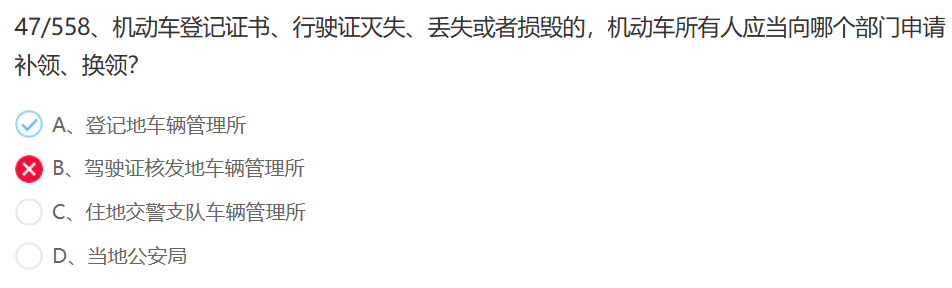 47/558、机动车登记证书、行驶证灭失、丢失或者损毁的，机动车所有人应当向哪个部门申请
补领、换领?
A、登记地车辆管理所
B、驾驶证核发地车辆管理所
C、住地交警支队车辆管理所
D、当地公安局